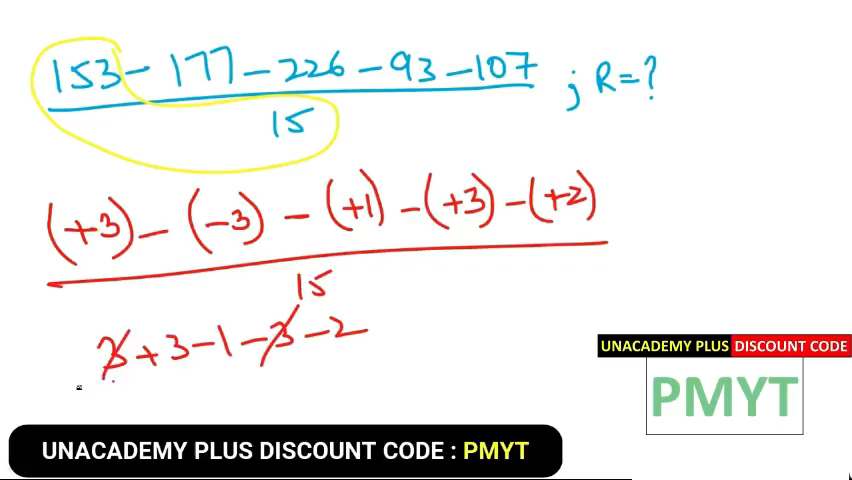 153 - 177 - 226 - 93 - 107
15
; R = ?
(+3) - (-3) - (+1) - (+3) - (+2)
15
3 + 3 - 1 - 3 - 2
UNACADEMY PLUS DISCOUNT CODE
PMYT
UNACADEMY PLUS DISCOUNT CODE : PMYT